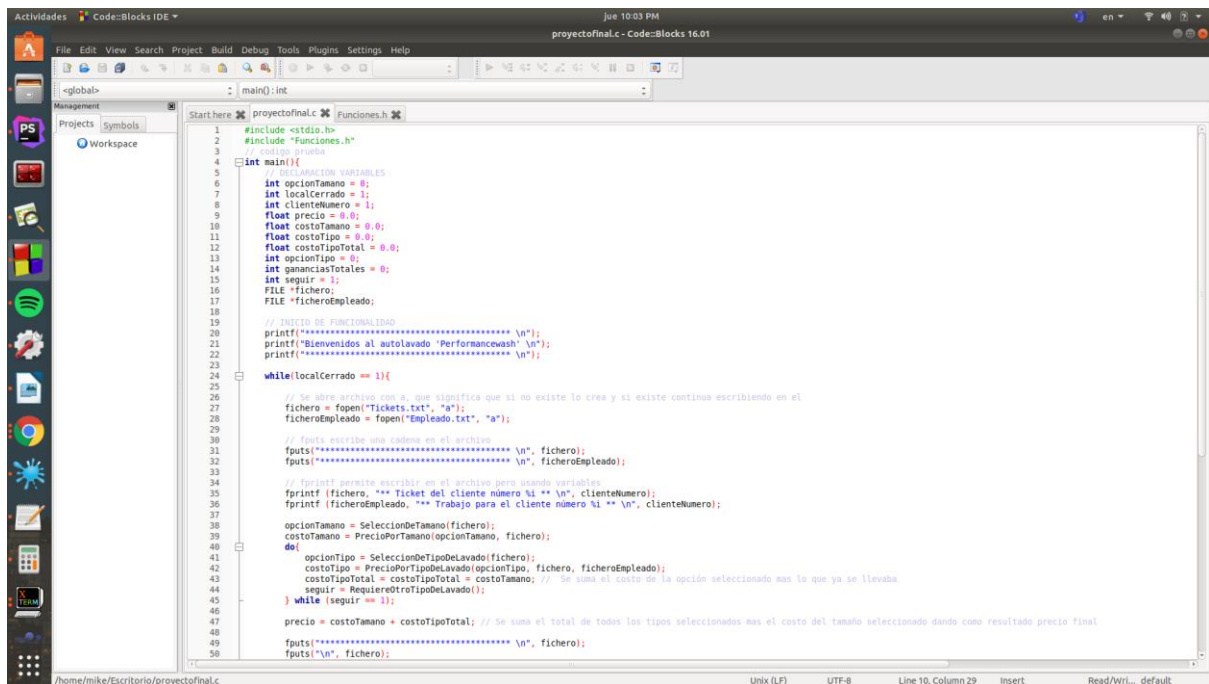 Actividades Code::Blocks IDE jue 10:03 PM en
proyectofinal.c - Code::Blocks 16.01
File Edit View Search Project Build Debug Tools Plugins Settings Help
<global> main() : int
Management
Projects Symbols
Workspace
Start here proyectofinal.c Funciones.h
1 #include <stdio.h>
2 #include "Funciones.h"
3 // codigo prueba
4 int main(){
5 // DECLARACIÓN VARIABLES
6 int opcionTamano = 0;
7 int localCerrado = 1;
8 int clienteNumero = 1;
9 float precio = 0.0;
10 float costoTamano = 0.0;
11 float costoTipo = 0.0;
12 float costoTipoTotal = 0.0;
13 int opcionTipo = 0;
14 int gananciasTotales = 0;
15 int seguir = 1;
16 FILE *fichero;
17 FILE *ficheroEmpleado;
18
19 // INICIO DE FUNCIONALIDAD
20 printf("***************************************** \n");
21 printf("Bienvenidos al autolavado 'Performancewash' \n");
22 printf("***************************************** \n");
23
24 while(localCerrado == 1){
25
26 // Se abre archivo con a, que significa que si no existe lo crea y si existe continua escribiendo en el
27 fichero = fopen("Tickets.txt", "a");
28 ficheroEmpleado = fopen("Empleado.txt", "a");
29
30 // fputs escribe una cadena en el archivo
31 fputs("************************************** \n", fichero);
32 fputs("************************************** \n", ficheroEmpleado);
33
34 // fprintf permite escribir en el archivo pero usando variables
35 fprintf (fichero, "** Ticket del cliente número %i ** \n", clienteNumero);
36 fprintf (ficheroEmpleado, "** Trabajo para el cliente número %i ** \n", clienteNumero);
37
38 opcionTamano = SeleccionDeTamano(fichero);
39 costoTamano = PrecioPorTamano(opcionTamano, fichero);
40 do{
41 opcionTipo = SeleccionDeTipoDeLavado(fichero);
42 costoTipo = PrecioPorTipoDeLavado(opcionTipo, fichero, ficheroEmpleado);
43 costoTipoTotal = costoTipoTotal = costoTamano; // Se suma el costo de la opción seleccionado mas lo que ya se llevaba
44 seguir = RequiereOtroTipoDeLavado();
45 } while (seguir == 1);
46
47 precio = costoTamano + costoTipoTotal; // Se suma el total de todos los tipos seleccionados mas el costo del tamaño seleccionado dando como resultado precio final
48
49 fputs("************************************** \n", fichero);
50 fputs("\n", fichero);
/home/mike/Escritorio/proyectofinal.c Unix (LF) UTF-8 Line 10, Column 29 Insert Read/Wri... default
PS
X
TERM